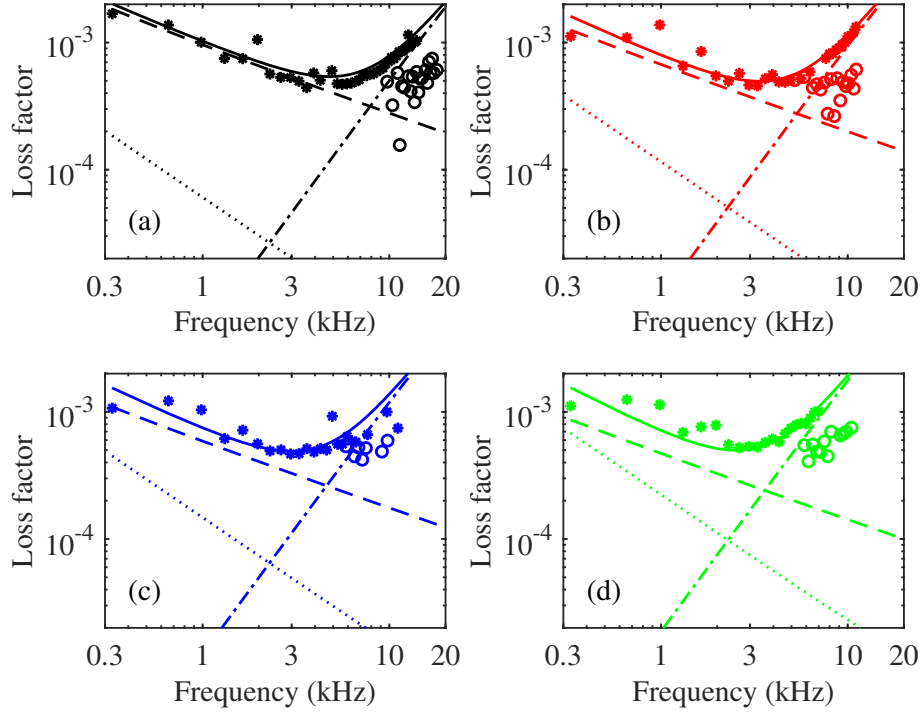 10⁻³
10⁻⁴
Loss factor
(a)
0.3 1 3 10 20
Frequency (kHz)
10⁻³
10⁻⁴
Loss factor
(b)
0.3 1 3 10 20
Frequency (kHz)
10⁻³
10⁻⁴
Loss factor
(c)
0.3 1 3 10 20
Frequency (kHz)
10⁻³
10⁻⁴
Loss factor
(d)
0.3 1 3 10 20
Frequency (kHz)